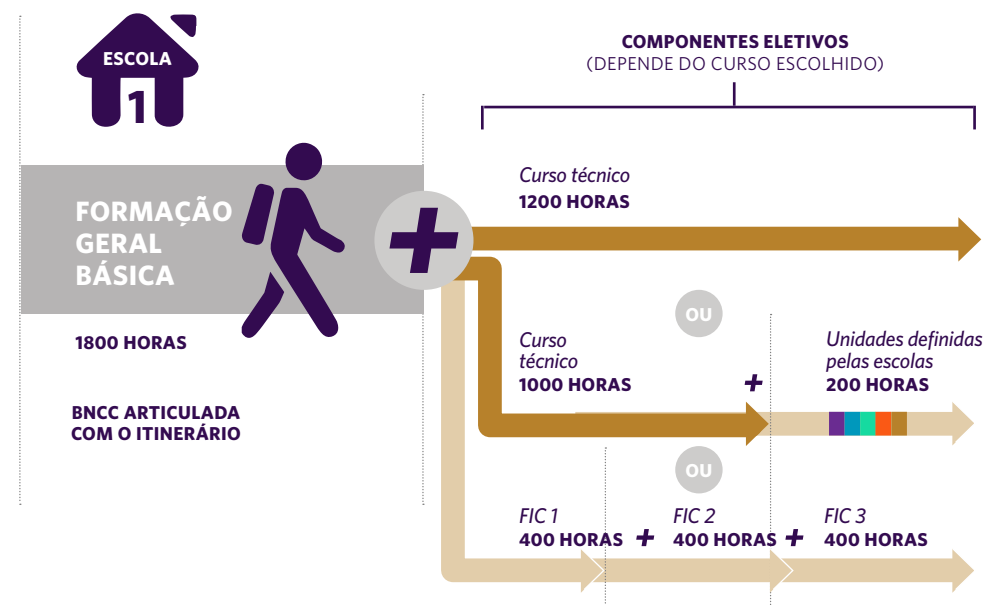 ESCOLA
1
COMPONENTES ELETIVOS
(DEPENDE DO CURSO ESCOLHIDO)
FORMAÇÃO
GERAL
BÁSICA
1800 HORAS
BNCC ARTICULADA
COM O ITINERÁRIO
+
Curso técnico
1200 HORAS
OU
Curso
técnico
1000 HORAS
+
Unidades definidas
pelas escolas
200 HORAS
OU
FIC 1
400 HORAS
+
FIC 2
400 HORAS
+
FIC 3
400 HORAS